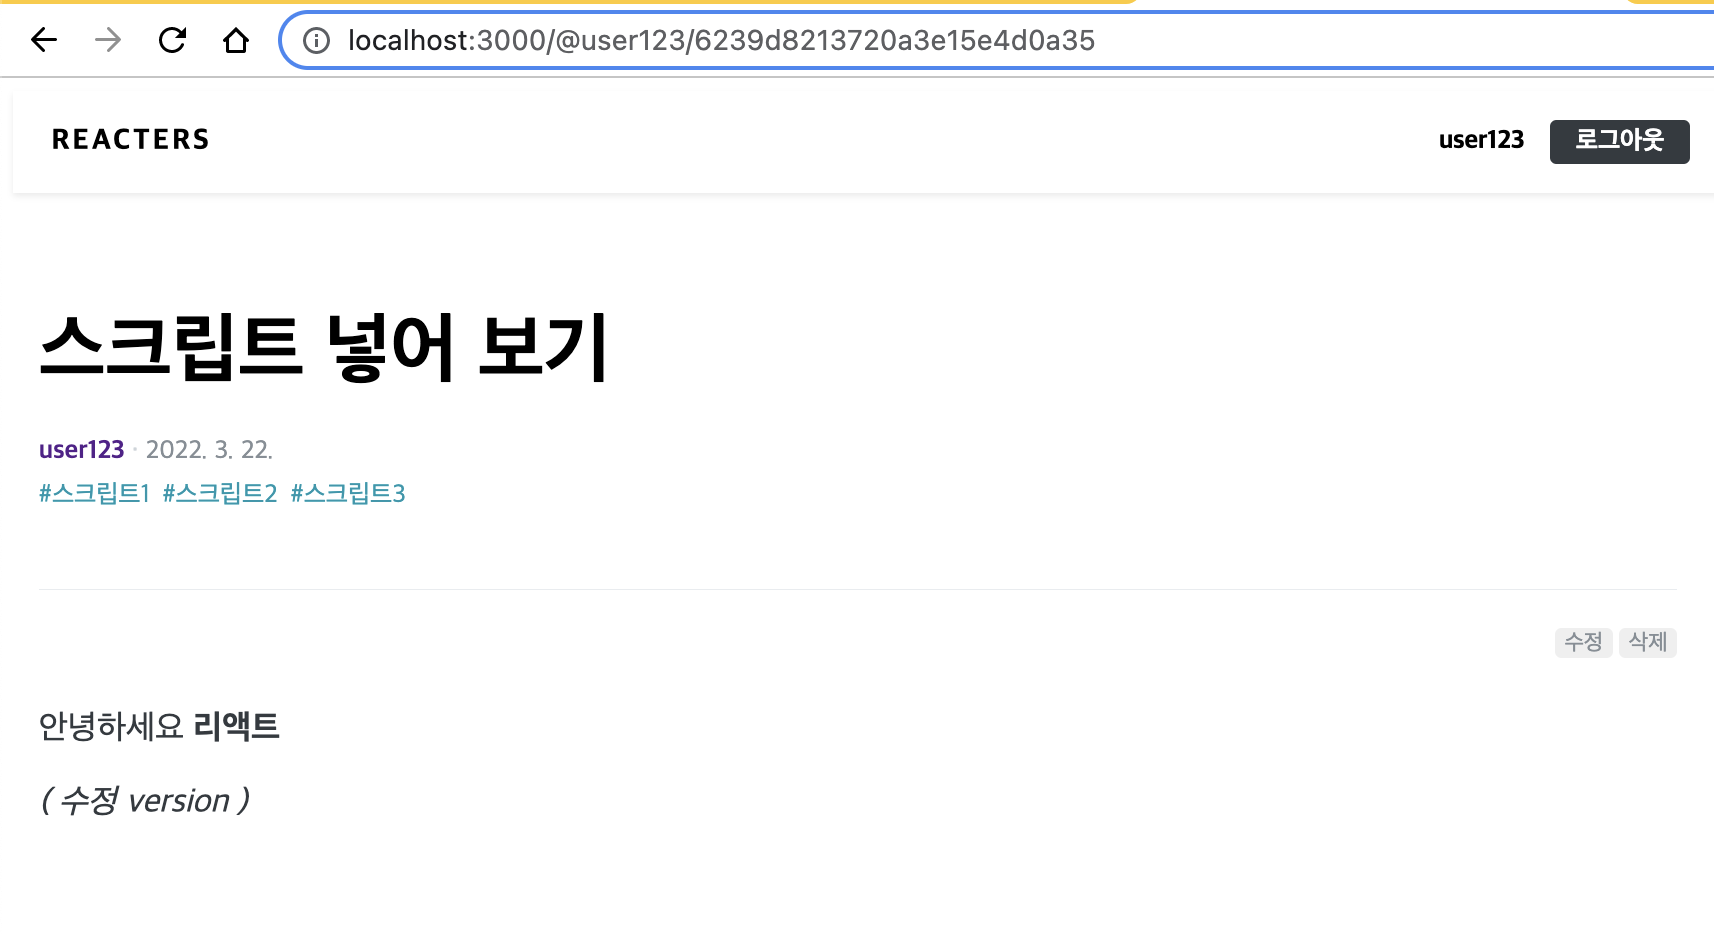 localhost:3000/@user123/6239d8213720a3e15e4d0a35
REACTERS
user123 로그아웃
스크립트 넣어 보기
user123 · 2022. 3. 22.
#스크립트1 #스크립트2 #스크립트3
수정 삭제
안녕하세요 리액트
( 수정 version )